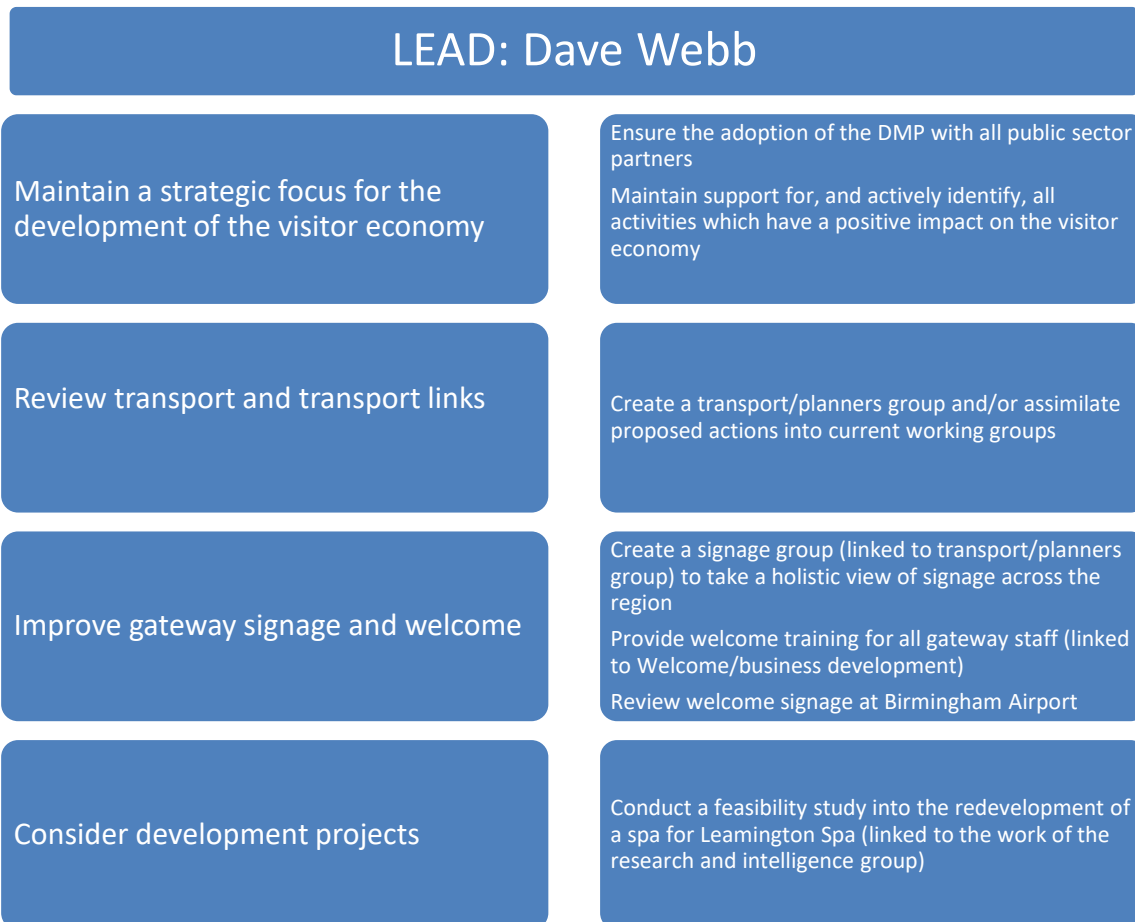 LEAD: Dave Webb
Maintain a strategic focus for the
development of the visitor economy
Ensure the adoption of the DMP with all public sector
partners
Maintain support for, and actively identify, all
activities which have a positive impact on the visitor
economy
Review transport and transport links
Create a transport/planners group and/or assimilate
proposed actions into current working groups
Improve gateway signage and welcome
Create a signage group (linked to transport/planners
group) to take a holistic view of signage across the
region
Provide welcome training for all gateway staff (linked
to Welcome/business development)
Review welcome signage at Birmingham Airport
Consider development projects
Conduct a feasibility study into the redevelopment of
a spa for Leamington Spa (linked to the work of the
research and intelligence group)